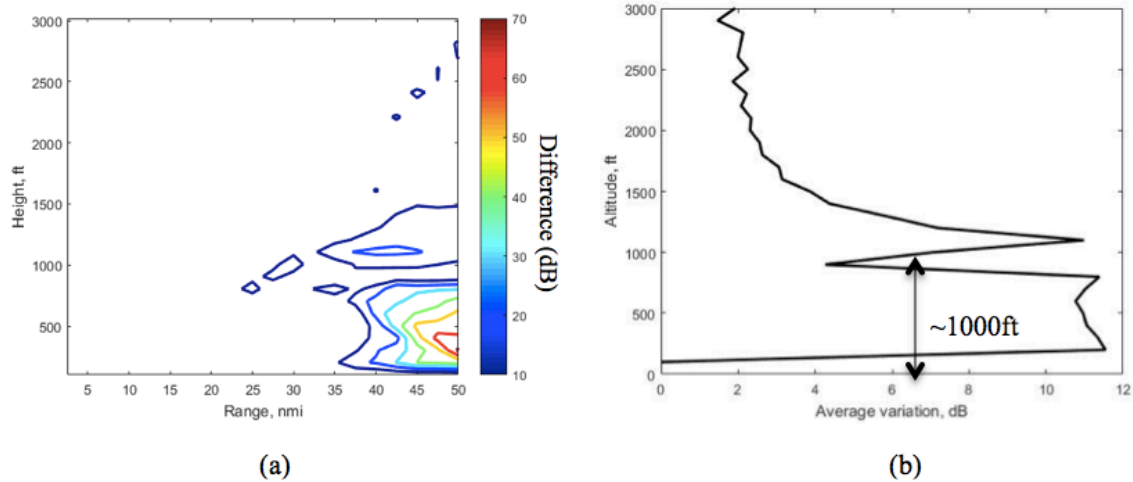 3000
2500
2000
1500
1000
500
Height, ft
5 10 15 20 25 30 35 40 45 50
Range, nmi
70
60
50
40
30
20
10
Difference (dB)
(a)
3000
2500
2000
1500
1000
500
0
Altitude, ft
~1000ft
0 2 4 6 8 10 12
Average variation, dB
(b)